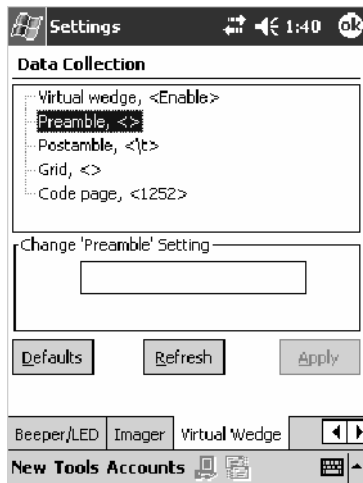 Settings 1:40 ok
Data Collection
Virtual wedge, <Enable>
Preamble, <>
Postamble, <\t>
Grid, <>
Code page, <1252>
Change 'Preamble' Setting
Defaults Refresh Apply
Beeper/LED Imager Virtual Wedge
New Tools Accounts